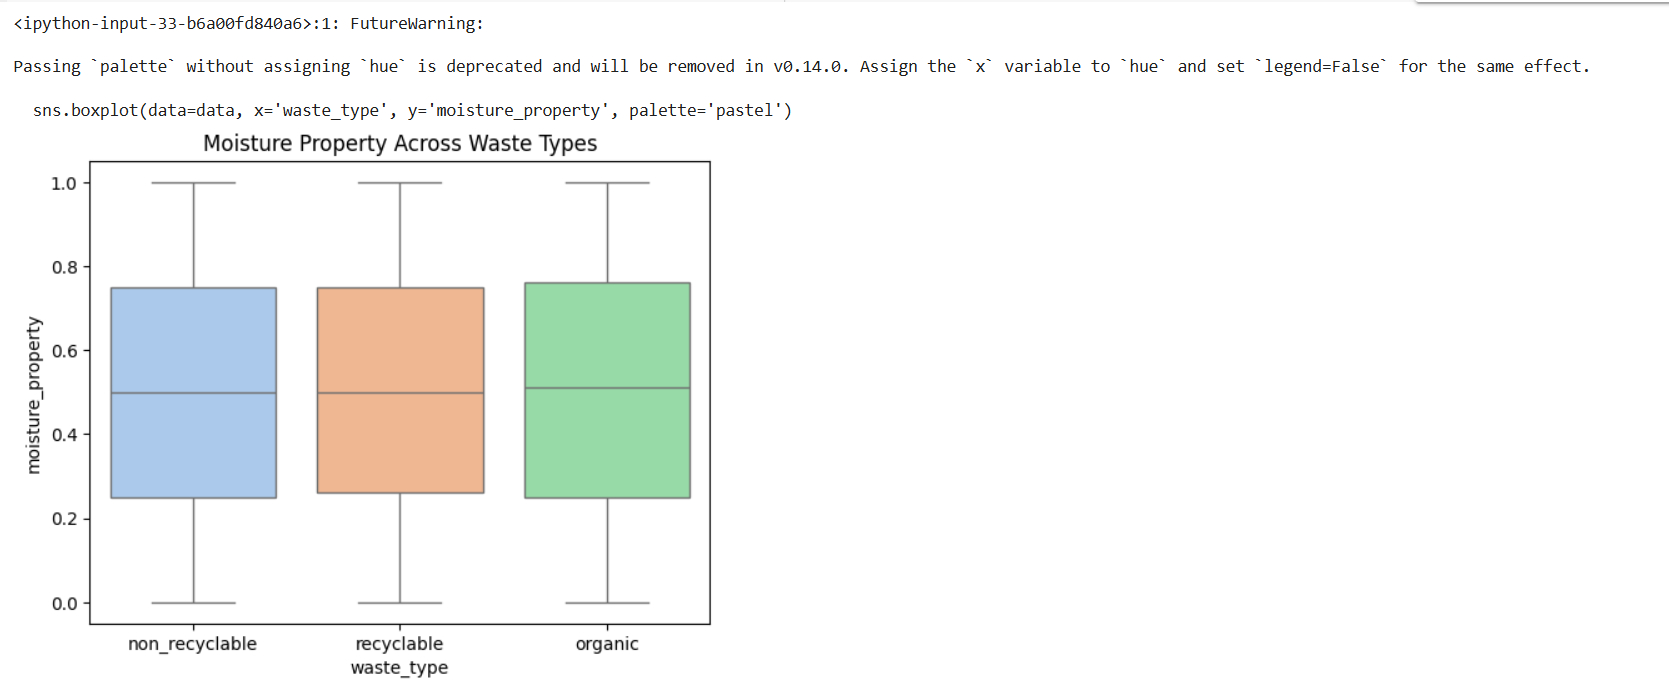 <ipython-input-33-b6a00fd840a6>:1: FutureWarning:
Passing `palette` without assigning `hue` is deprecated and will be removed in v0.14.0. Assign the `x` variable to `hue` and set `legend=False` for the same effect.
sns.boxplot(data=data, x='waste_type', y='moisture_property', palette='pastel')
Moisture Property Across Waste Types
1.0
0.8
0.6
0.4
0.2
0.0
moisture_property
non_recyclable recyclable organic
waste_type